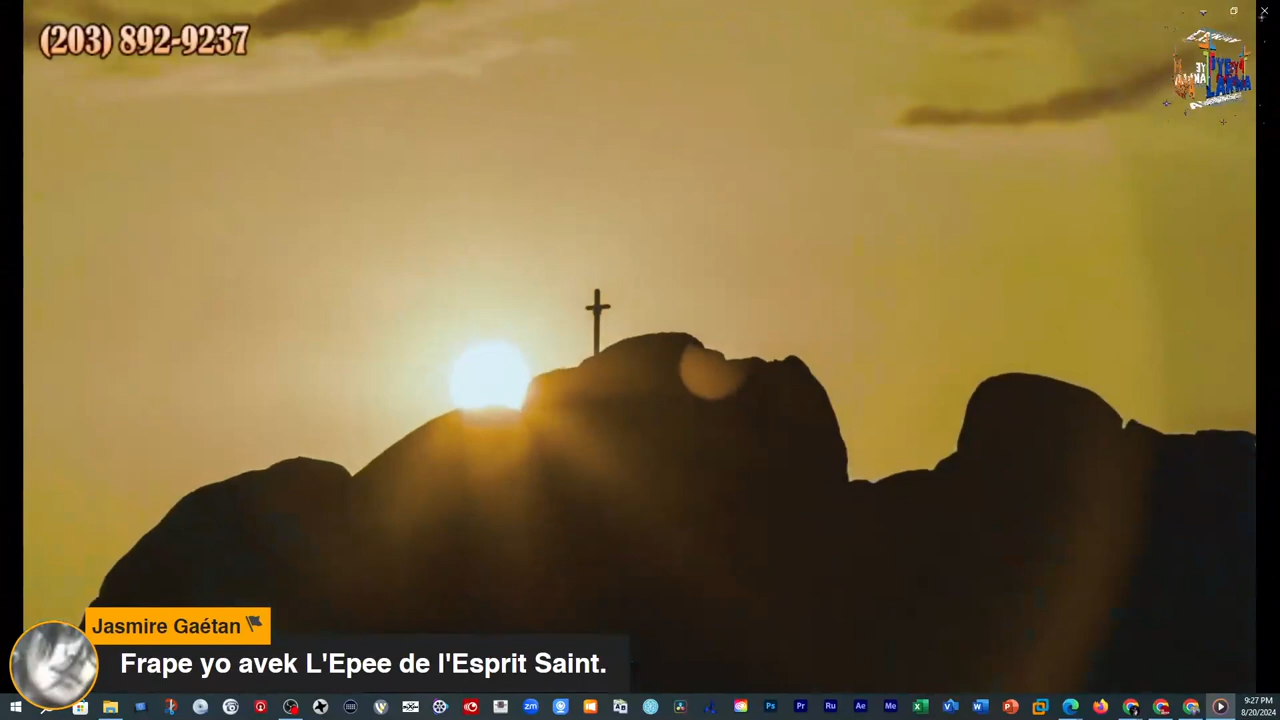 (203) 892-9237
Jasmire Gaétan
Frape yo avek L'Epee de l'Esprit Saint.
9:27 PM
8/20/2024